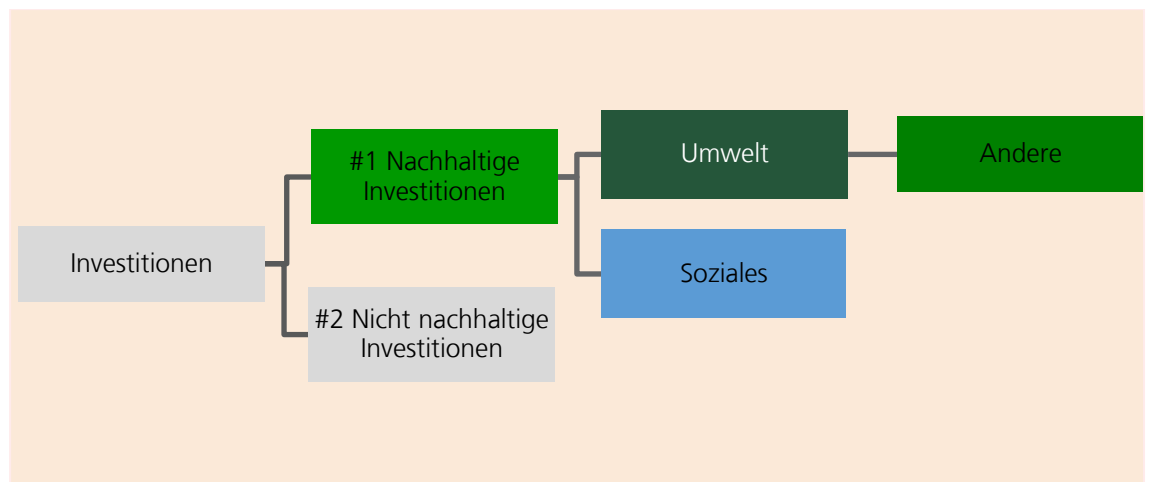 Investitionen
#1 Nachhaltige
Investitionen
#2 Nicht nachhaltige
Investitionen
Umwelt
Soziales
Andere